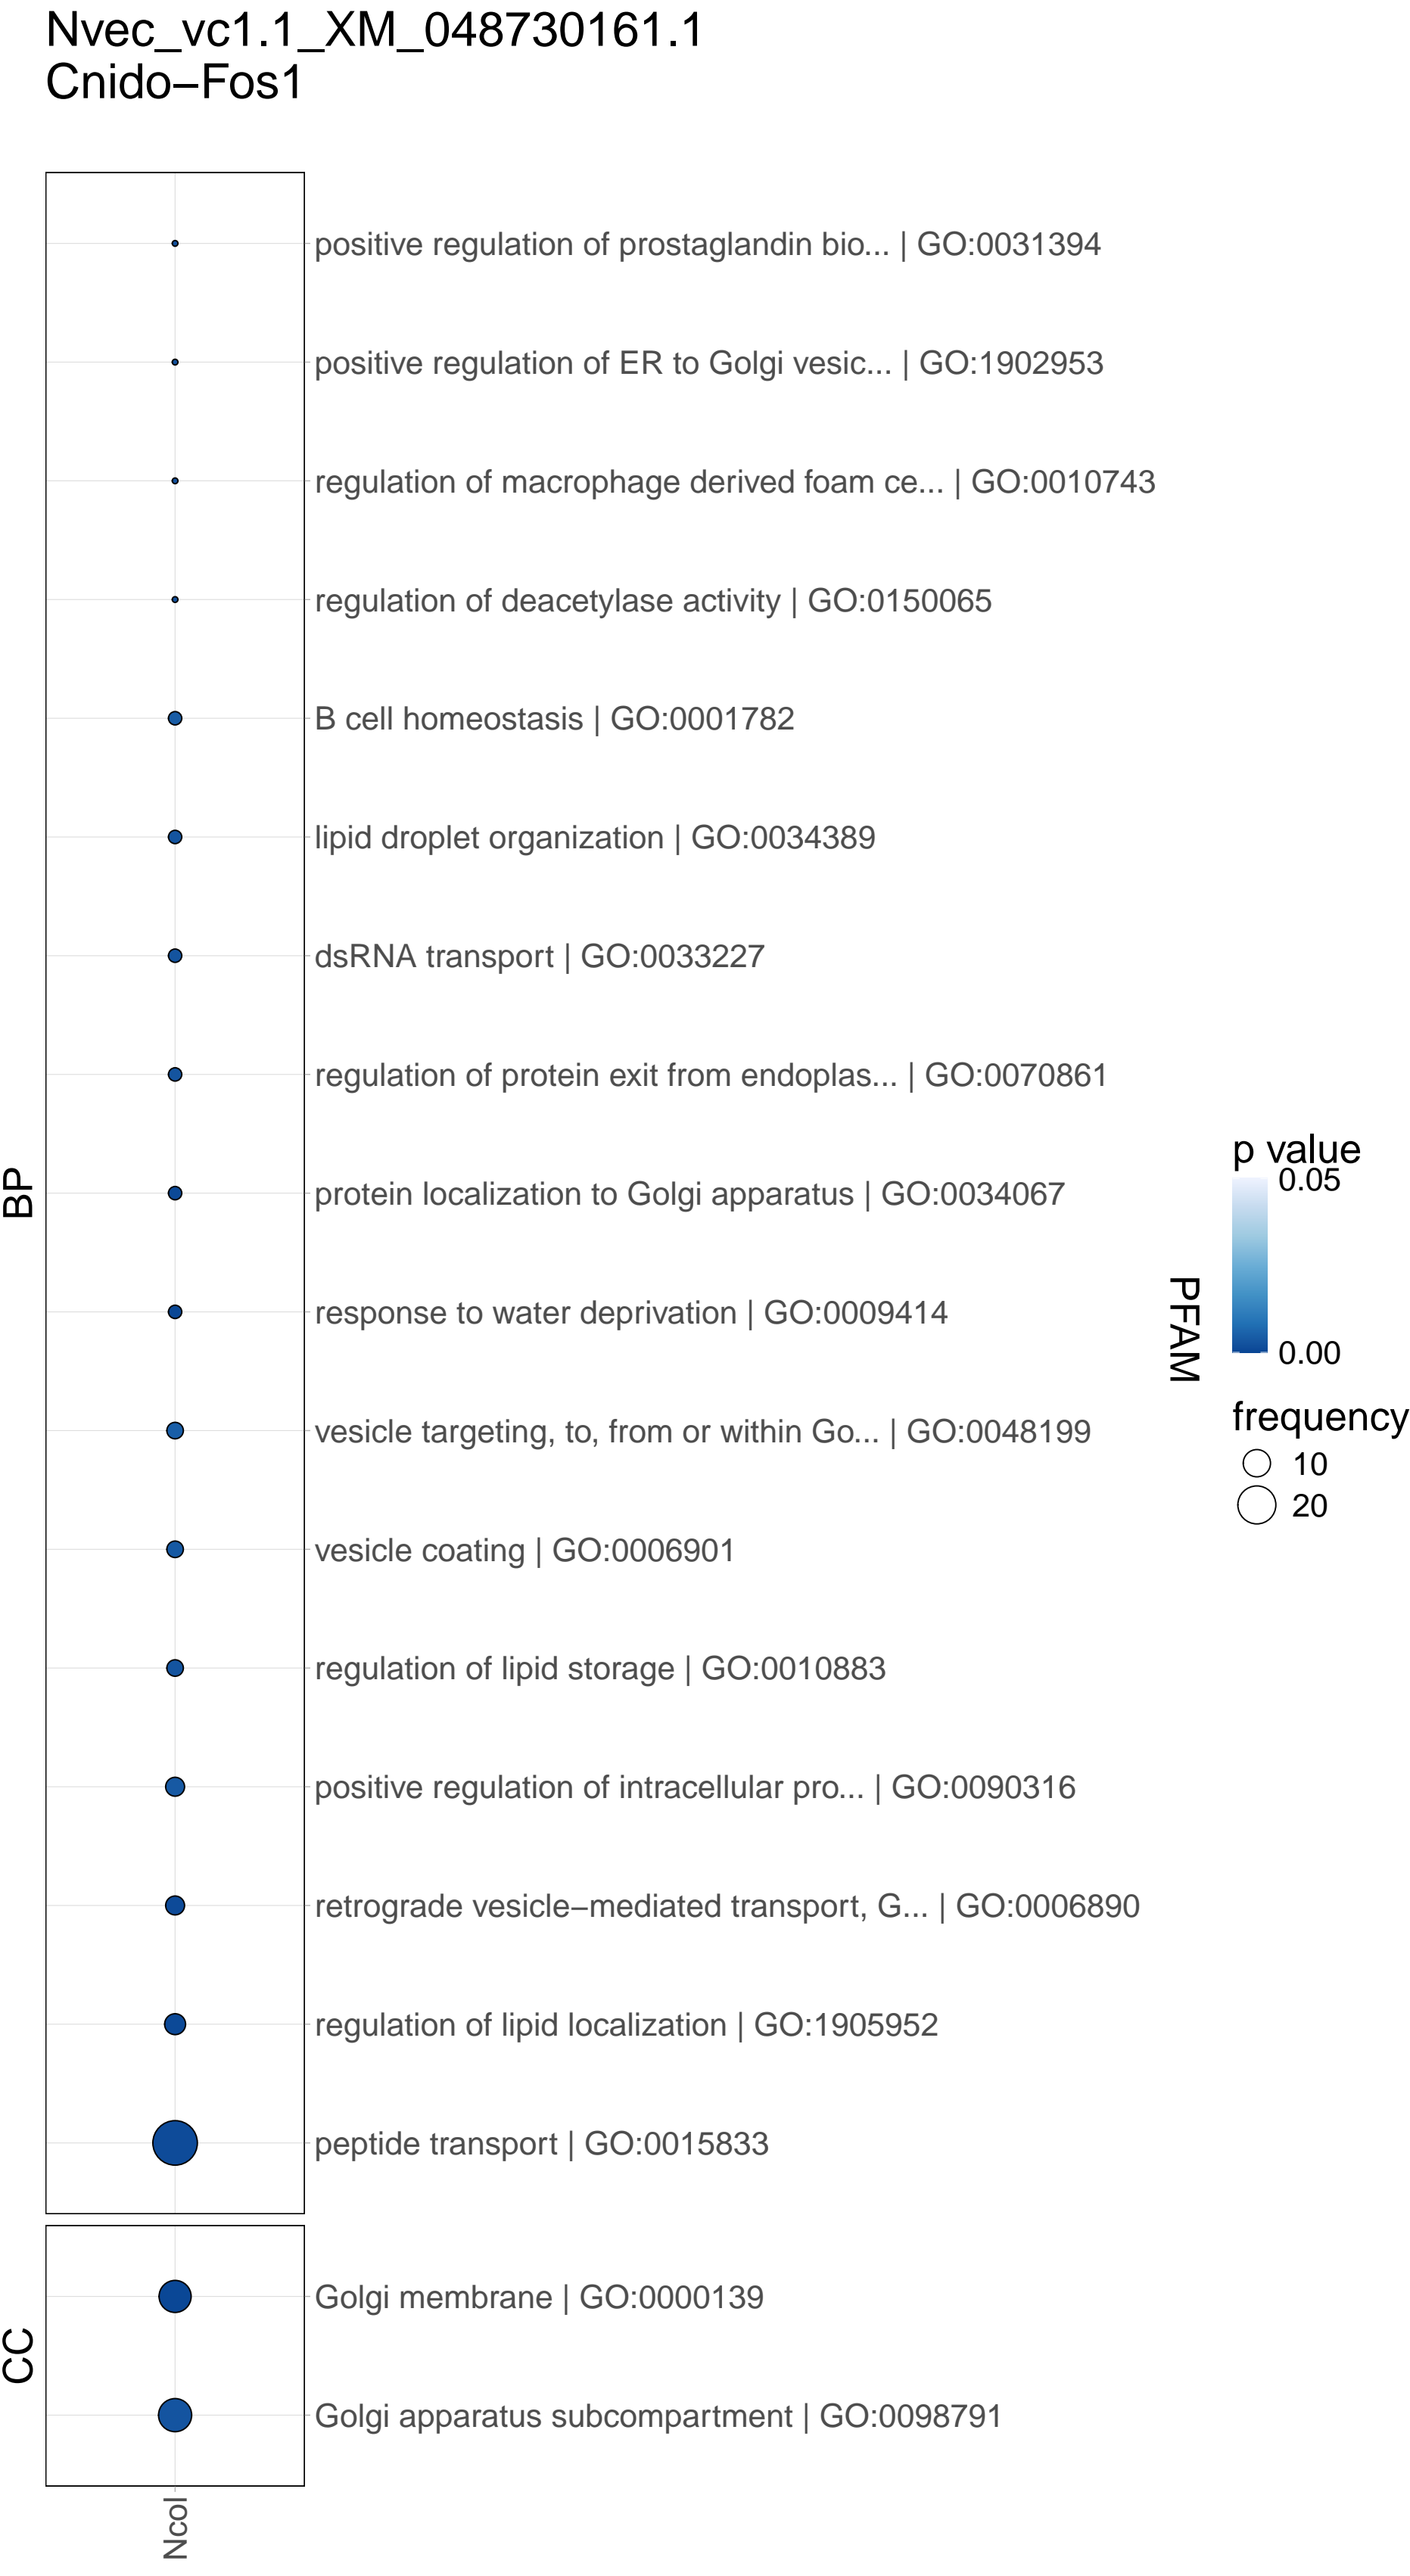 Nvec_vc1.1_XM_048730161.1
Cnido−Fos1
BP
positive regulation of prostaglandin bio... | GO:0031394
positive regulation of ER to Golgi vesic... | GO:1902953
regulation of macrophage derived foam ce... | GO:0010743
regulation of deacetylase activity | GO:0150065
B cell homeostasis | GO:0001782
lipid droplet organization | GO:0034389
dsRNA transport | GO:0033227
regulation of protein exit from endoplas... | GO:0070861
protein localization to Golgi apparatus | GO:0034067
response to water deprivation | GO:0009414
vesicle targeting, to, from or within Go... | GO:0048199
vesicle coating | GO:0006901
regulation of lipid storage | GO:0010883
positive regulation of intracellular pro... | GO:0090316
retrograde vesicle−mediated transport, G... | GO:0006890
regulation of lipid localization | GO:1905952
peptide transport | GO:0015833
CC
Golgi membrane | GO:0000139
Golgi apparatus subcompartment | GO:0098791
Ncol
PFAM
p value
0.05
0.00
frequency
10
20